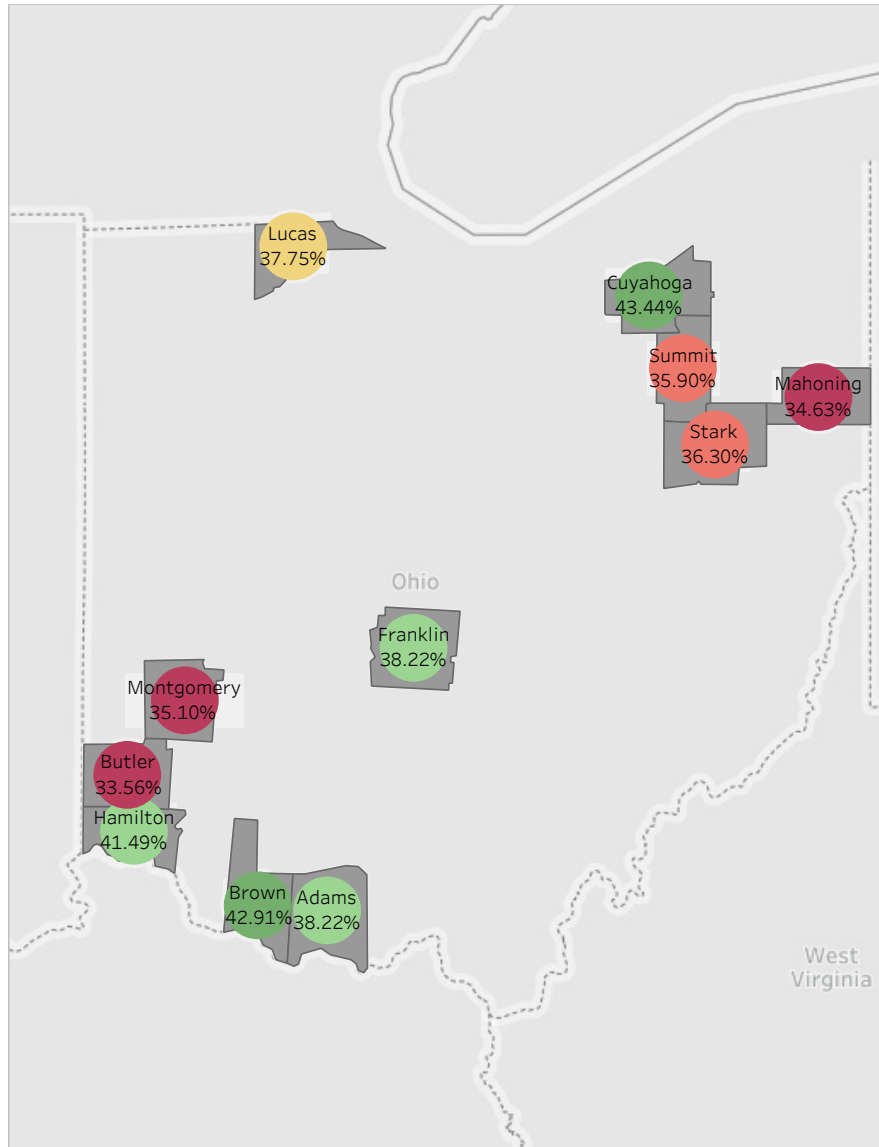 Lucas
37.75%
Cuyahoga
43.44%
Summit
35.90%
Mahoning
34.63%
Stark
36.30%
Ohio
Franklin
38.22%
Montgomery
35.10%
Butler
33.56%
Hamilton
41.49%
Brown
42.91%
Adams
38.22%
West
Virginia